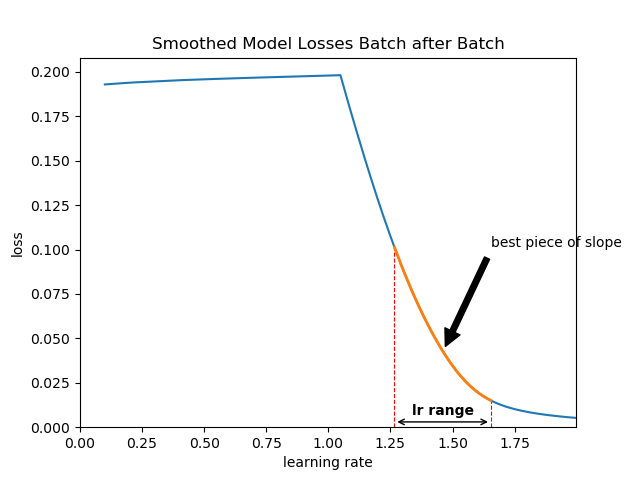 Smoothed Model Losses Batch after Batch
0.200
0.175
0.150
0.125
0.100
0.075
0.050
0.025
0.000
loss
best piece of slope
lr range
0.00 0.25 0.50 0.75 1.00 1.25 1.50 1.75
learning rate